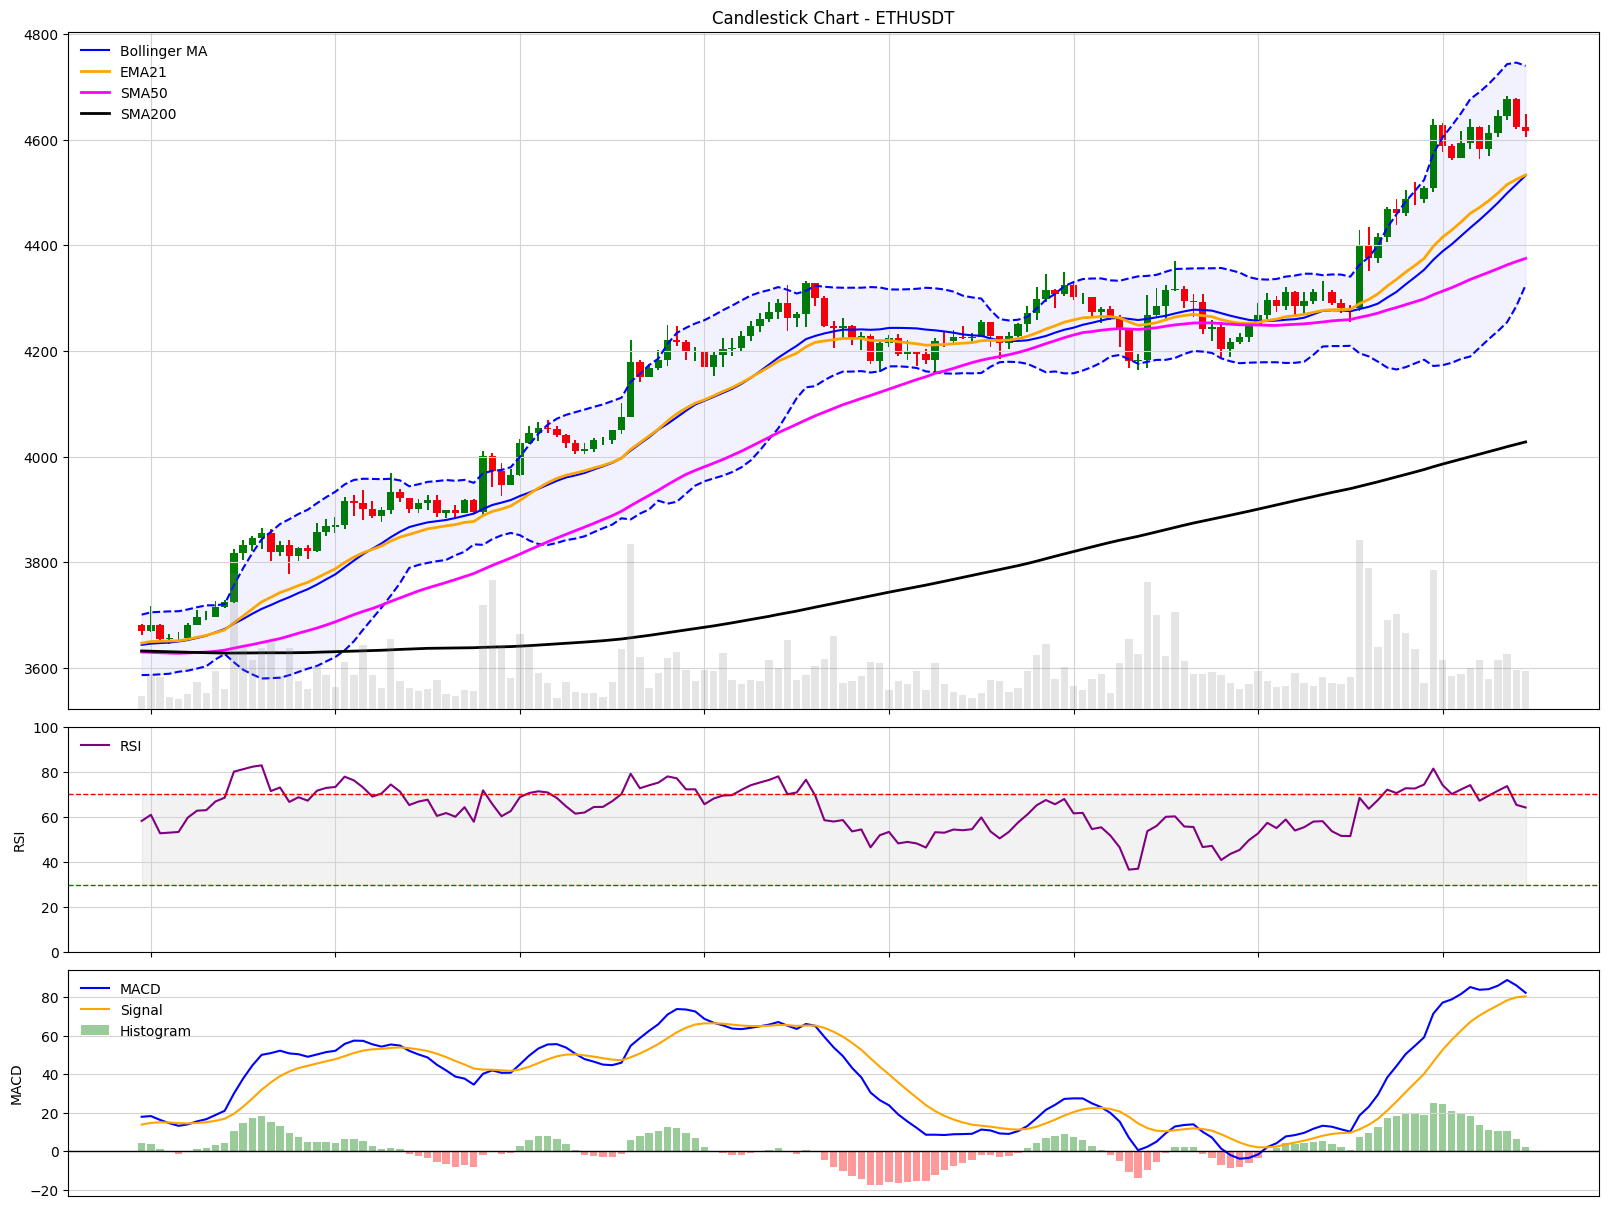 Candlestick Chart - ETHUSDT
4800
4600
4400
4200
4000
3800
3600
Bollinger MA
EMA21
SMA50
SMA200
100
80
60
40
20
0
RSI
RSI
80
60
40
20
0
−20
MACD
MACD
Signal
Histogram